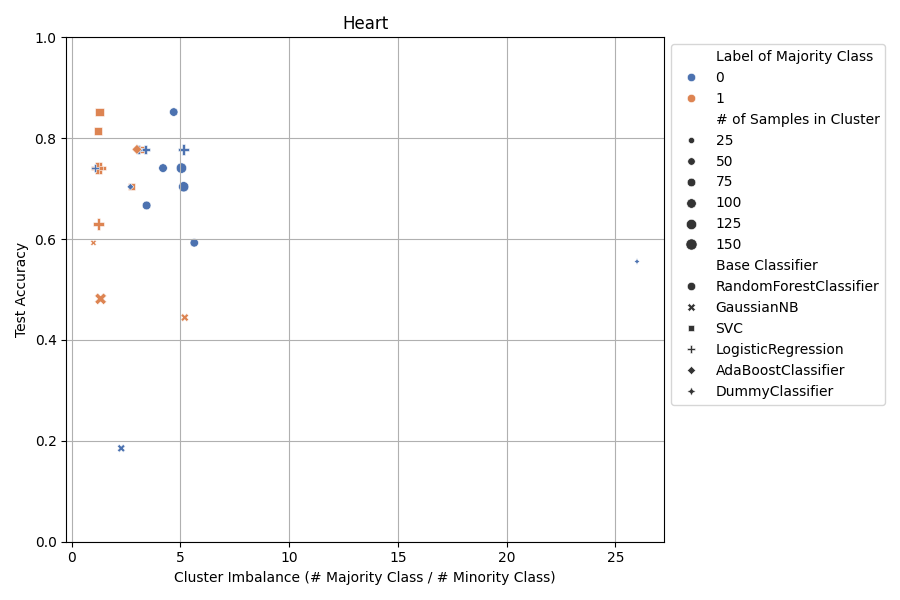 Heart
1.0
0.8
0.6
0.4
0.2
0.0
Test Accuracy
0
5
10
15
20
25
Cluster Imbalance (# Majority Class / # Minority Class)
Label of Majority Class
0
1
# of Samples in Cluster
25
50
75
100
125
150
Base Classifier
RandomForestClassifier
GaussianNB
SVC
LogisticRegression
AdaBoostClassifier
DummyClassifier